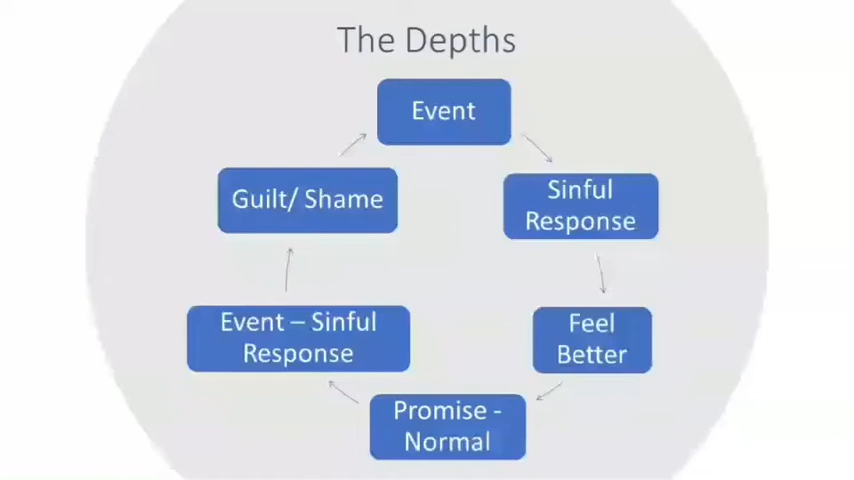 The Depths
Event
Sinful
Response
Feel
Better
Promise -
Normal
Event – Sinful
Response
Guilt/ Shame